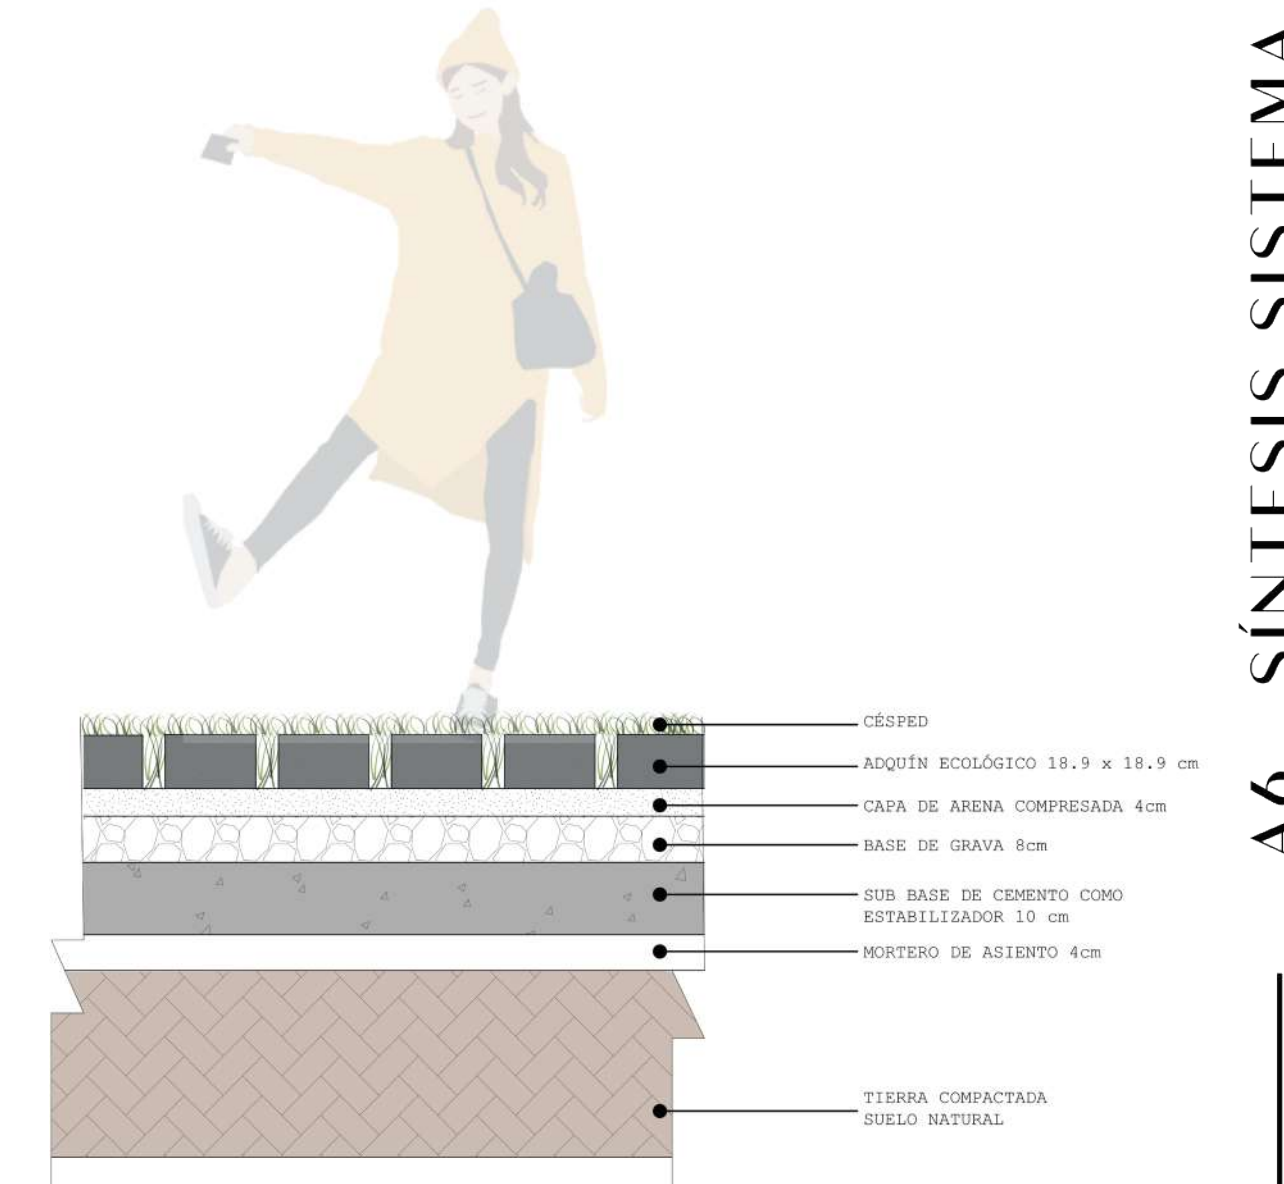 CÉSPED
ADQUÍN ECOLÓGICO 18.9 x 18.9 cm
CAPA DE ARENA COMPRESADA 4cm
BASE DE GRAVA 8cm
SUB BASE DE CEMENTO COMO
ESTABILIZADOR 10 cm
MORTERO DE ASIENTO 4cm
TIERRA COMPACTADA
SUELO NATURAL
A6 SÍNTESIS SISTEMA